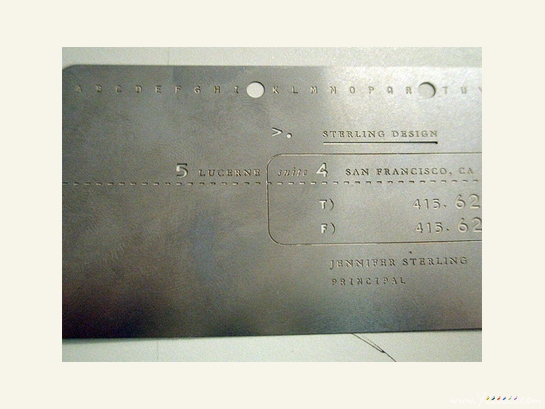 A B C D E F G H I K L M N O P Q R T U V
>.
STERLING DESIGN
5 LUCERNE suite 4 SAN FRANCISCO, CA
T) 415. 62
F) 415. 62
JENNIFER STERLING
PRINCIPAL